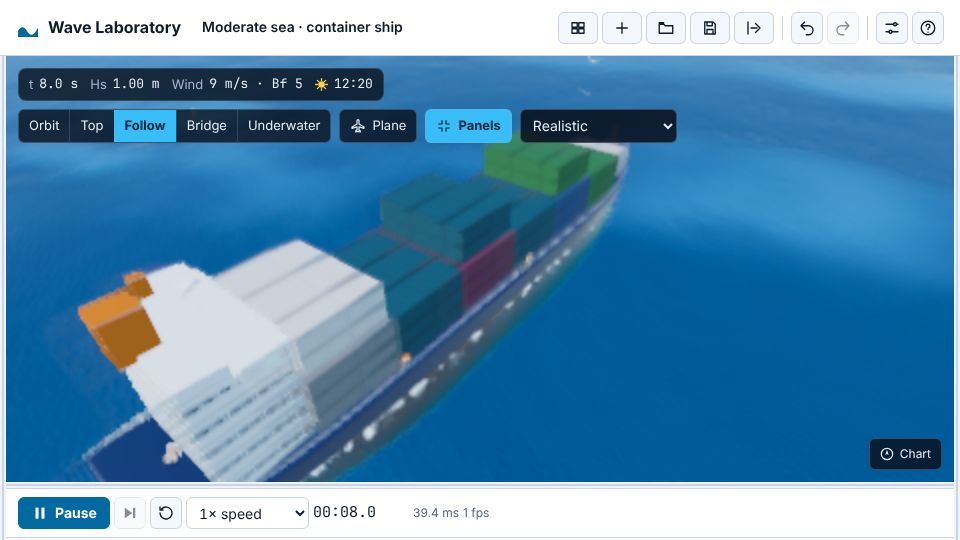 Wave Laboratory Moderate sea · container ship
t 8.0 s Hs 1.00 m Wind 9 m/s · Bf 5 ☀️ 12:20
Orbit Top Follow Bridge Underwater Plane Panels Realistic
Chart
Pause 1× speed 00:08.0 39.4 ms 1 fps